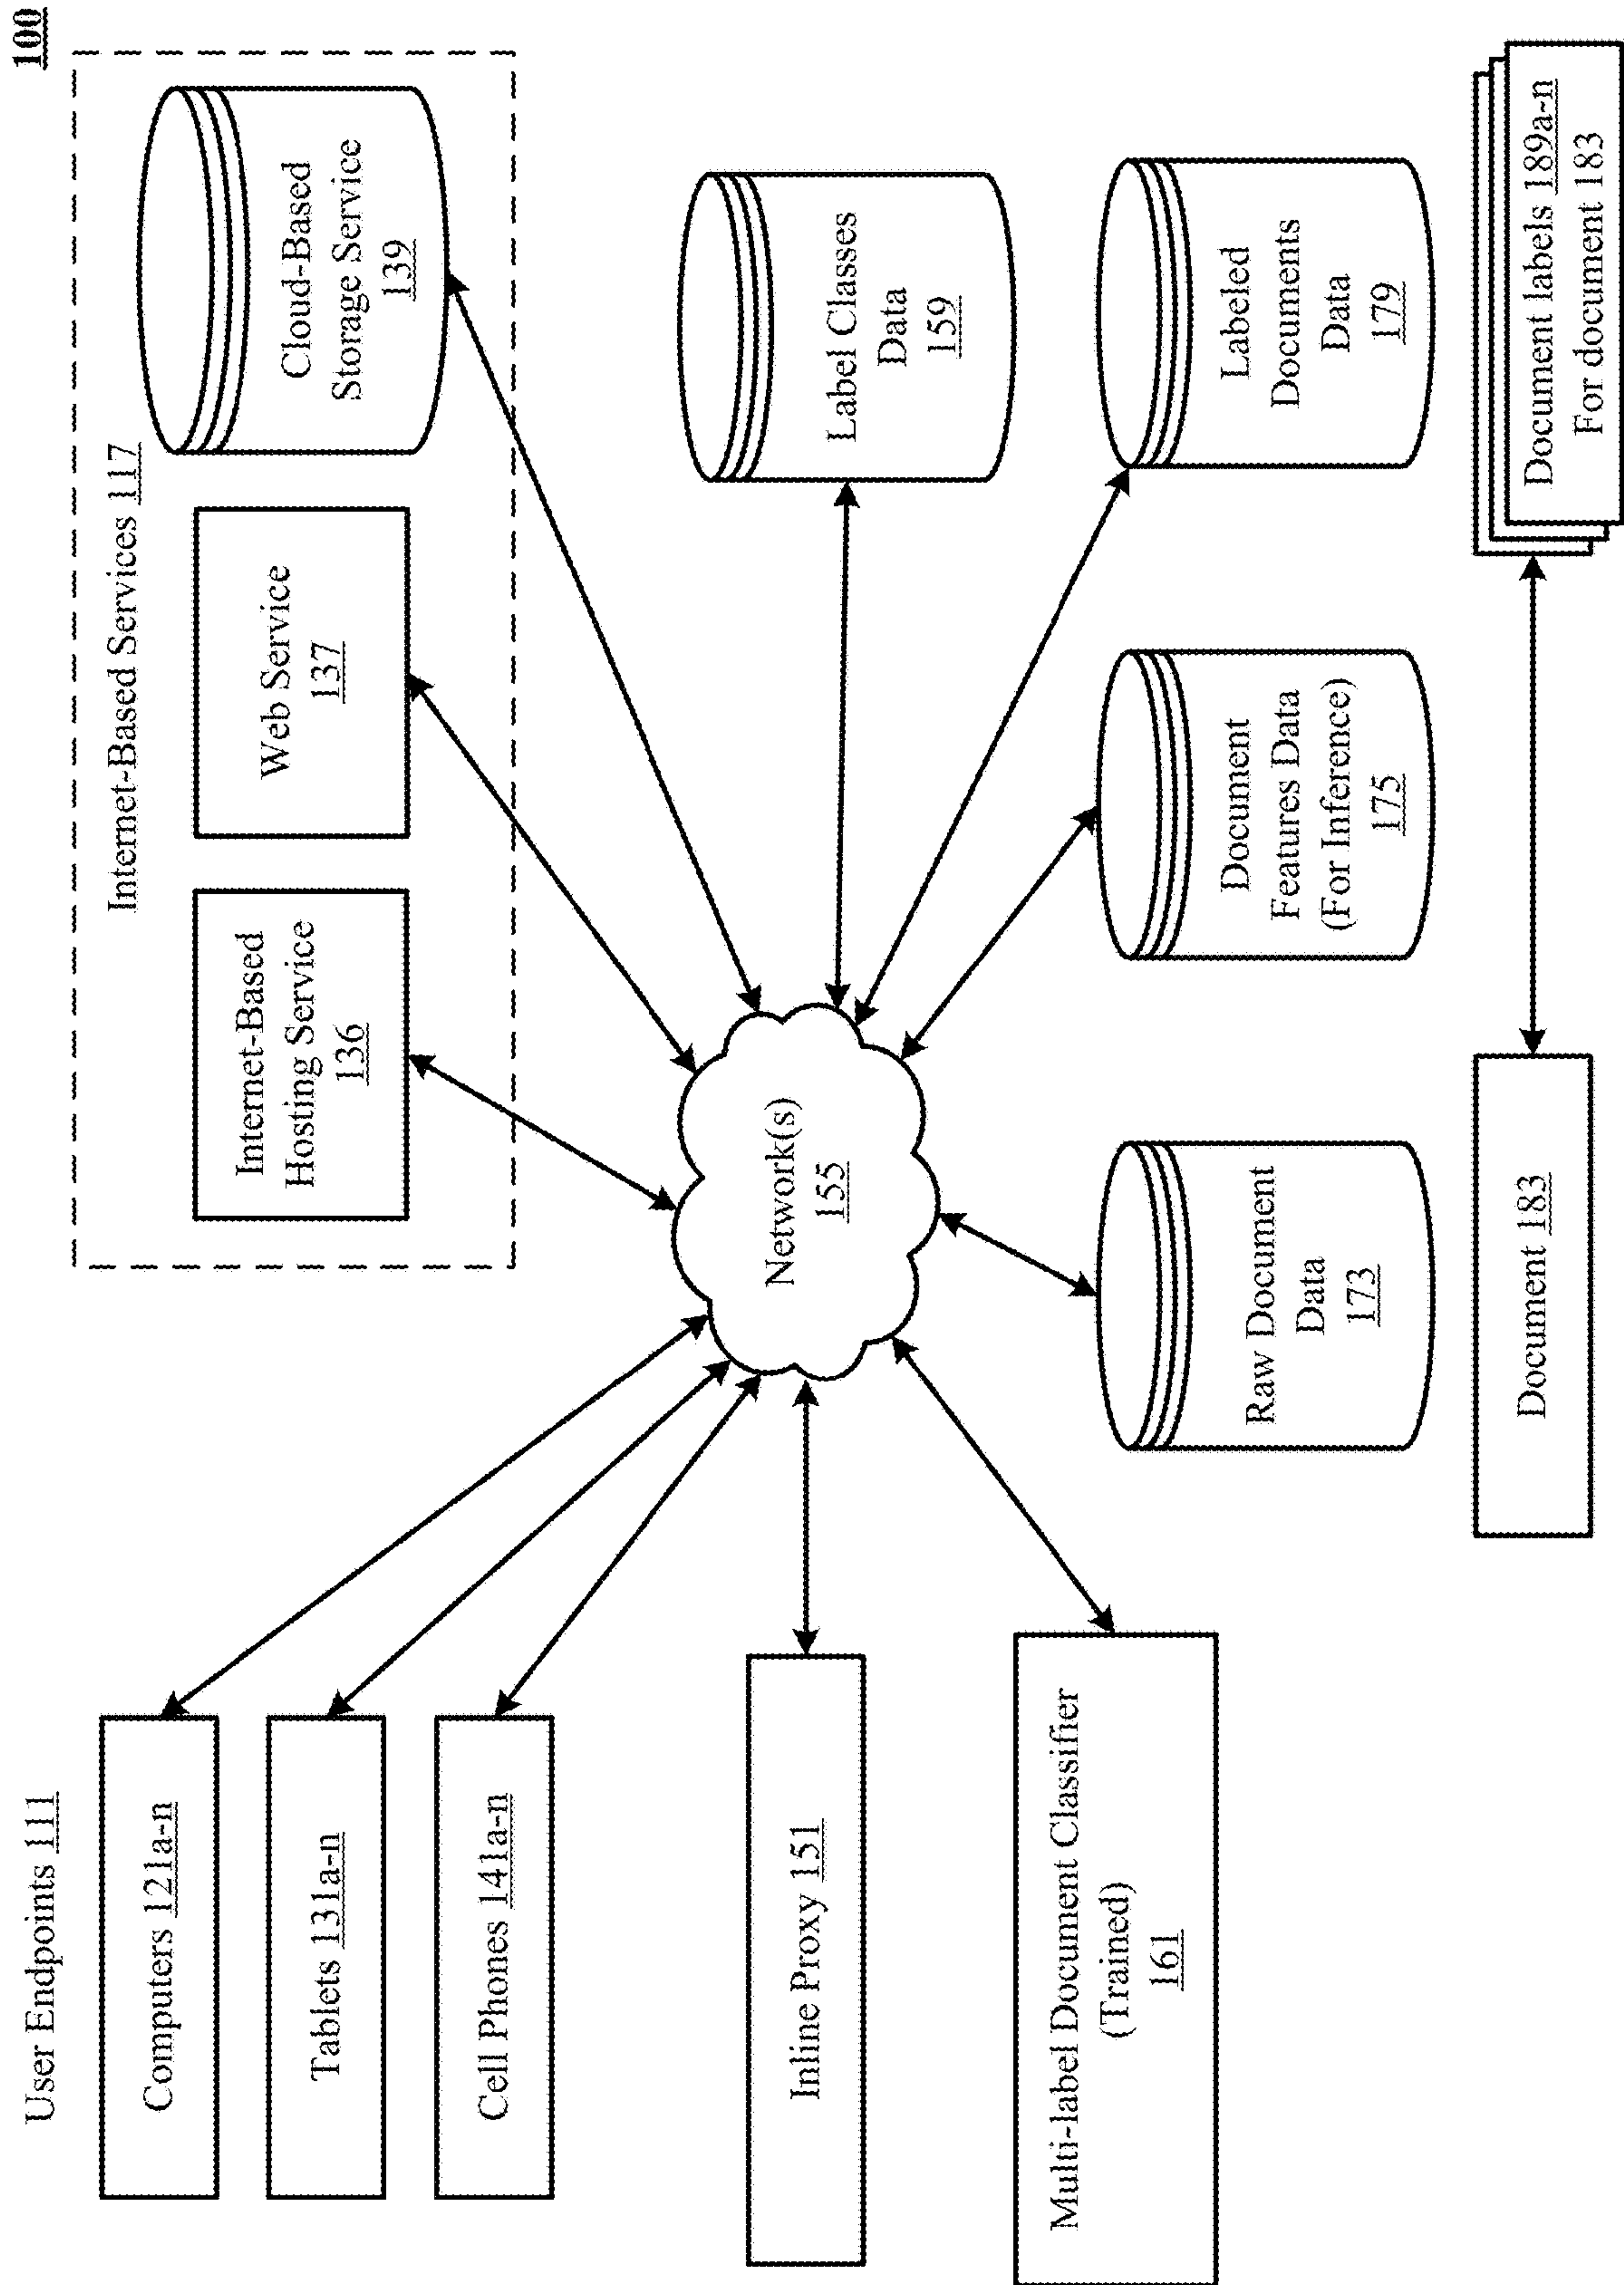 100
User Endpoints 111
Computers 121a-n
Tablets 131a-n
Cell Phones 141a-n
Inline Proxy 151
Multi-label Document Classifier
(Trained)
161
Internet-Based Services 117
Internet-Based
Hosting Service
136
Web Service
137
Cloud-Based
Storage Service
139
Network(s)
155
Label Classes
Data
159
Raw Document
Data
173
Document
Features Data
(For Inference)
175
Labeled
Documents
Data
179
Document 183
Document labels 189a-n
For document 183